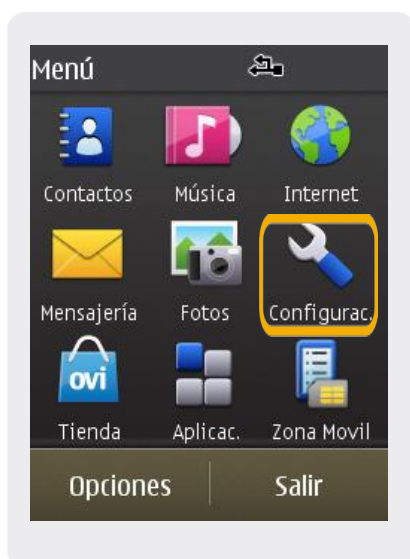 Menú
Contactos Música Internet
Mensajería Fotos Configurac.
ovi
Tienda Aplicac. Zona Movil
Opciones Salir